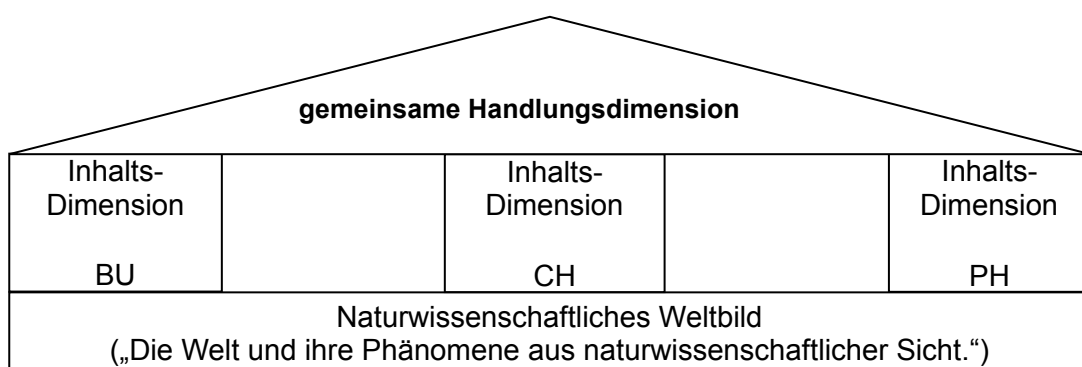 gemeinsame Handlungsdimension
Inhalts-
Dimension
BU
Inhalts-
Dimension
CH
Inhalts-
Dimension
PH
Naturwissenschaftliches Weltbild
(„Die Welt und ihre Phänomene aus naturwissenschaftlicher Sicht.“)